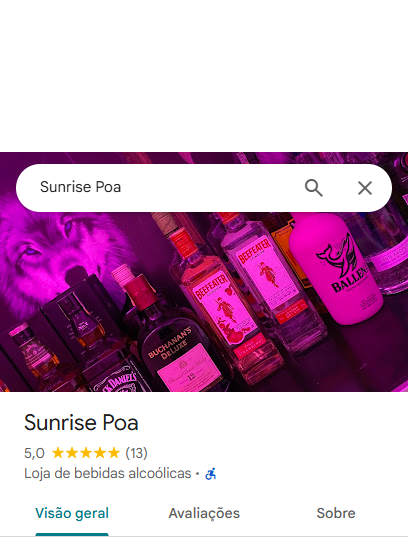 Sunrise Poa
BEEFEATER
BEEFEATER
BALLENA
BUCHANAN'S
DELUXE
12
JACK DANIEL'S
Sunrise Poa
5,0 ★★★★★ (13)
Loja de bebidas alcoólicas ·
Visão geral
Avaliações
Sobre